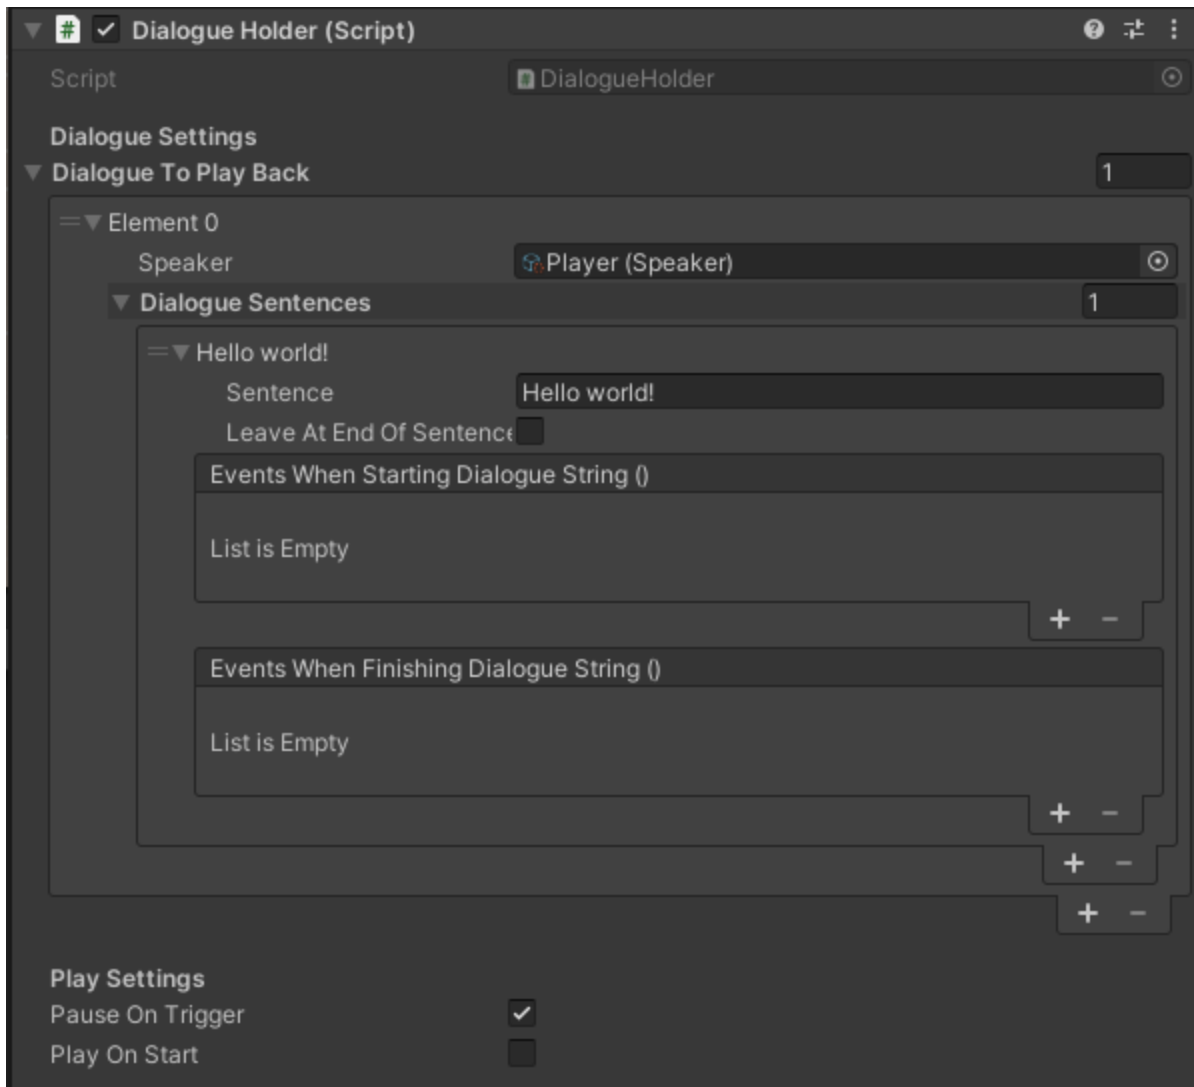 Dialogue Holder (Script)
Script DialogueHolder
Dialogue Settings
Dialogue To Play Back 1
Element 0
Speaker Player (Speaker)
Dialogue Sentences 1
Hello world!
Sentence Hello world!
Leave At End Of Sentence
Events When Starting Dialogue String ()
List is Empty
Events When Finishing Dialogue String ()
List is Empty
Play Settings
Pause On Trigger
Play On Start